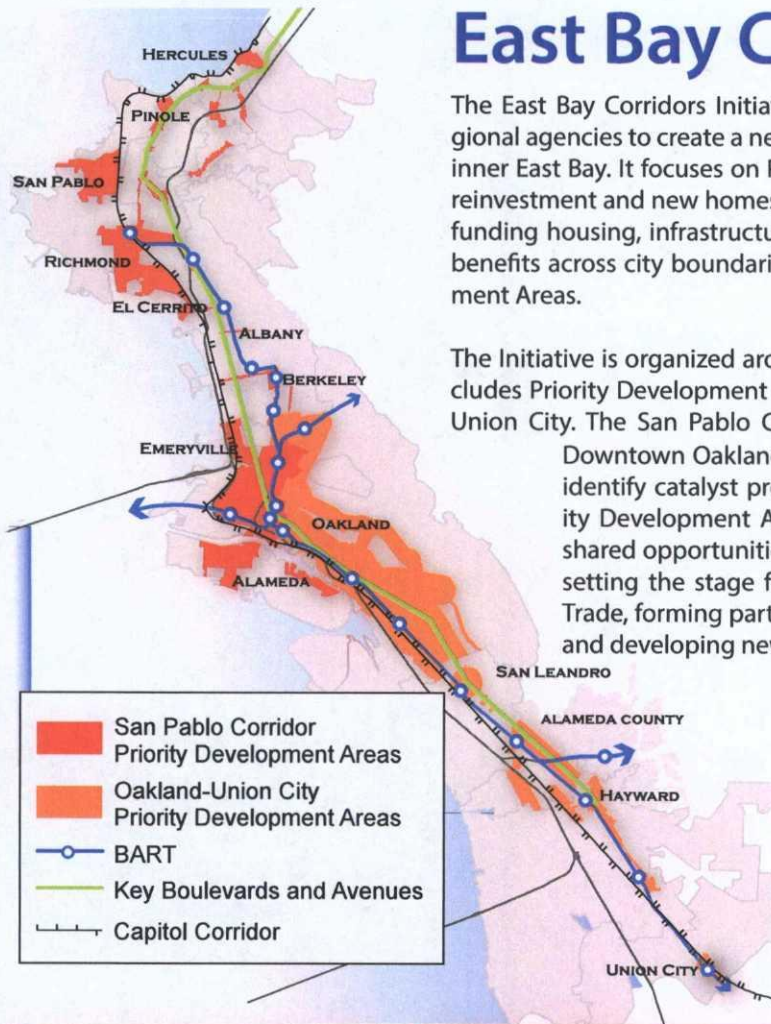 East Bay C
The East Bay Corridors Initia
gional agencies to create a ne
inner East Bay. It focuses on
reinvestment and new homes
funding housing, infrastructu
benefits across city boundari
ment Areas.
The Initiative is organized aro
cludes Priority Development
Union City. The San Pablo C
Downtown Oakland
identify catalyst pr
ity Development A
shared opportuniti
setting the stage f
Trade, forming part
and developing nev
HERCULES
PINOLE
SAN PABLO
RICHMOND
EL CERRITO
ALBANY
BERKELEY
EMERYVILLE
OAKLAND
ALAMEDA
SAN LEANDRO
ALAMEDA COUNTY
HAYWARD
UNION CITY
San Pablo Corridor
Priority Development Areas
Oakland-Union City
Priority Development Areas
BART
Key Boulevards and Avenues
Capitol Corridor